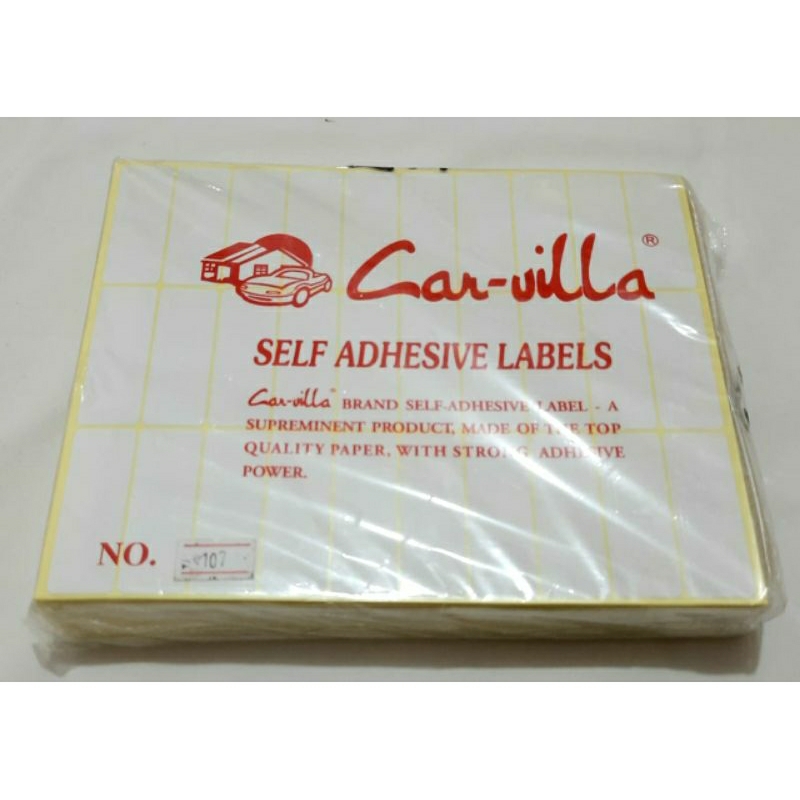 Car-villa ®
SELF ADHESIVE LABELS
Car-villa BRAND SELF-ADHESIVE LABEL - A
SUPREMINENT PRODUCT, MADE OF THE TOP
QUALITY PAPER, WITH STRONG ADHESIVE
POWER.
NO. 107